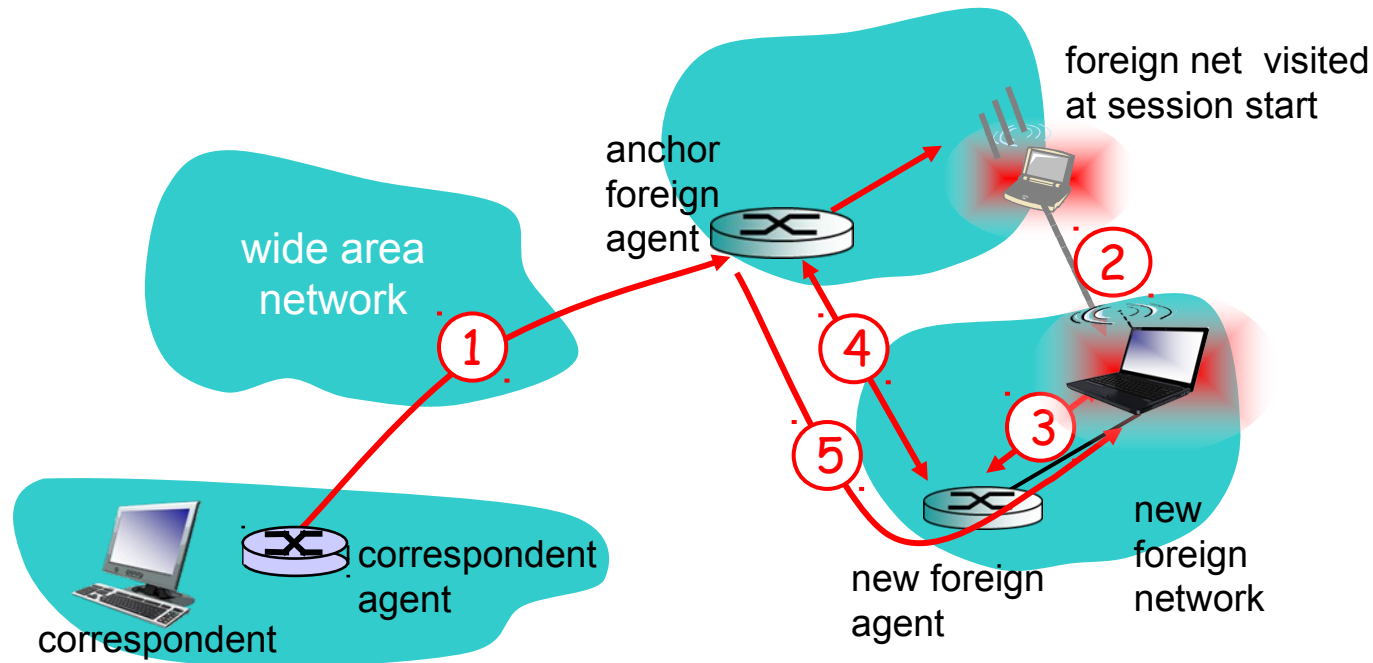 foreign net visited
at session start
anchor
foreign
agent
wide area
network
2
1
4
3
5
new
foreign
network
correspondent
agent
new foreign
agent
correspondent